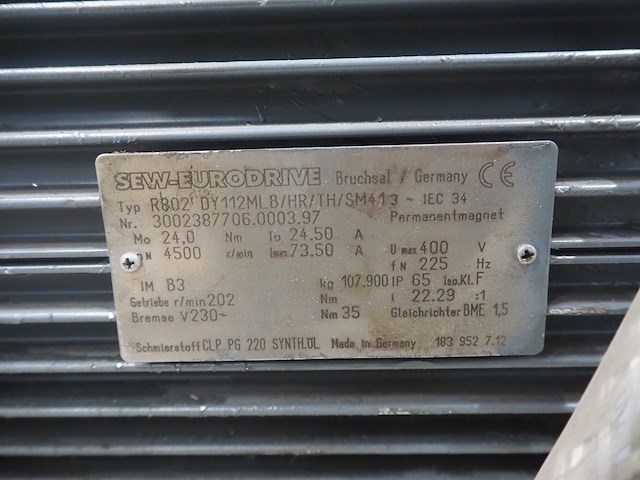 SEW-EURODRIVE Bruchsal / Germany CE
Typ R802 DY112MLB/HR/TH/SM41 3 ~ IEC 34
Nr. 3002387706.0003.97 Permanentmagnet
Mo 24,0 Nm Io 24.50 A U max 400 V
nN 4500 r/min Imax 73.50 A fN 225 Hz
IM B3 kg 107.900 IP 65 Iso.Kl. F
Getriebe r/min 202 Nm i 22.29 :1
Bremse V 230~ Nm 35 Gleichrichter BME 1,5
Schmierstoff CLP PG 220 SYNTH.ÖL Made in Germany 183 952 7.12